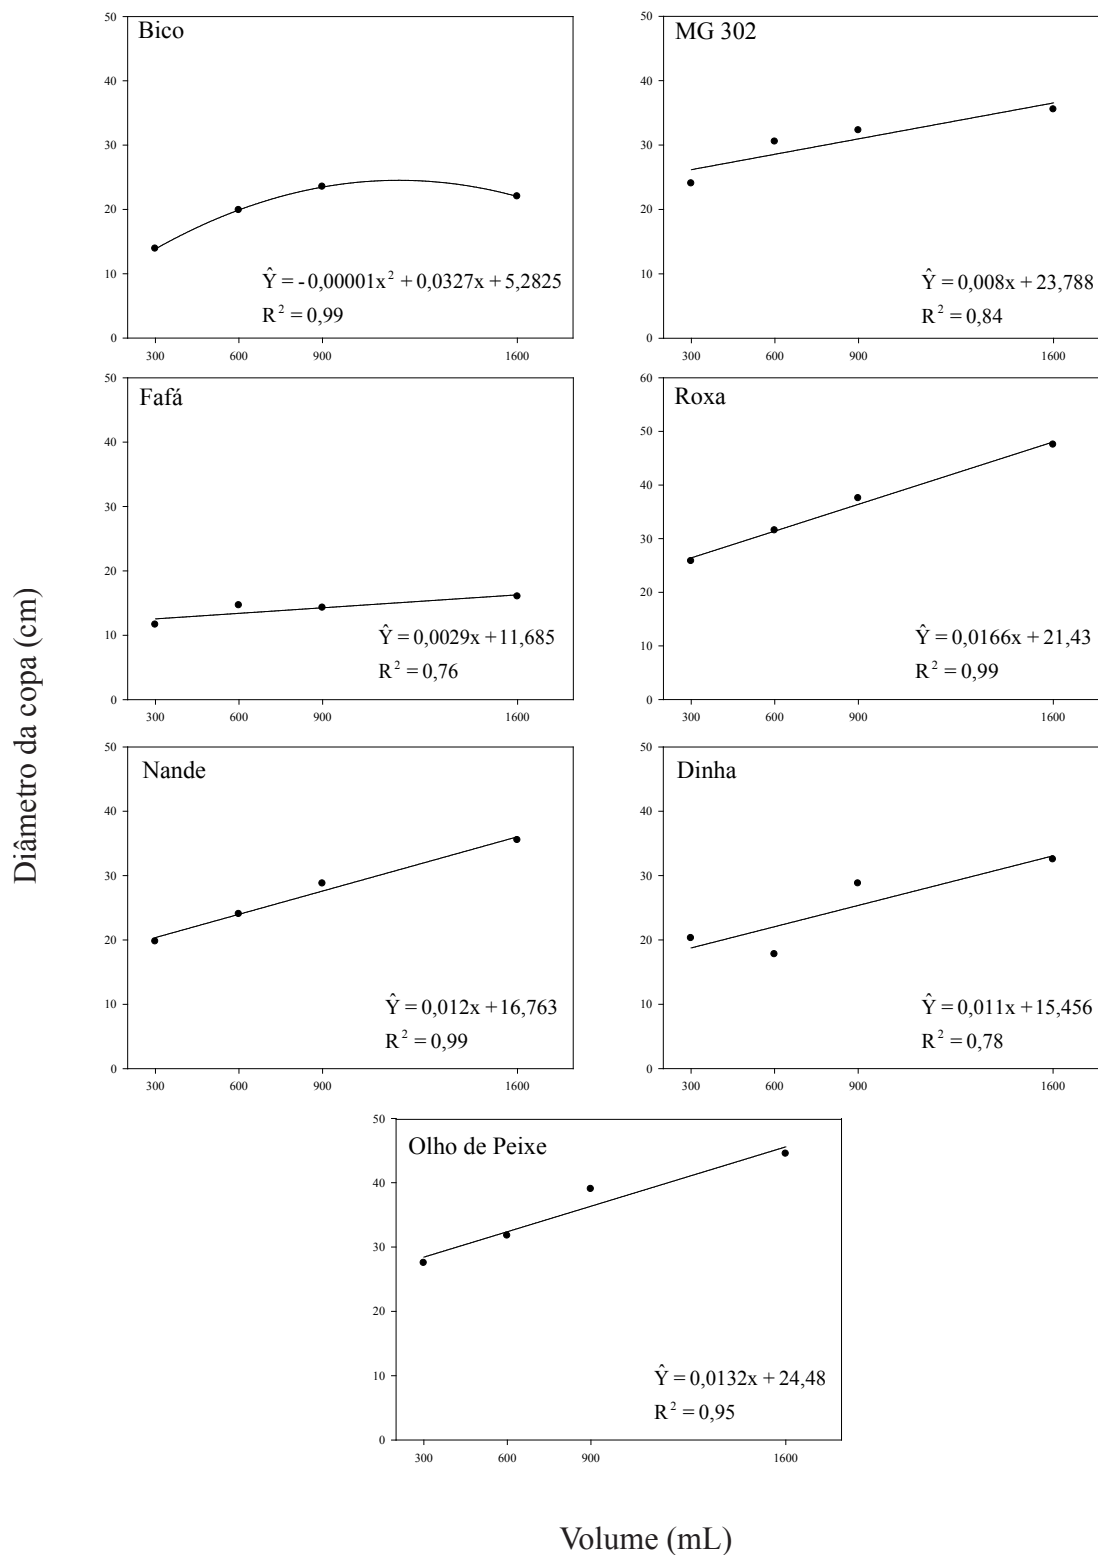 Bico
50
40
30
20
10
0
300 600 900 1600
Ŷ = - 0,00001x² + 0,0327x + 5,2825
R² = 0,99
MG 302
50
40
30
20
10
0
300 600 900 1600
Ŷ = 0,008x + 23,788
R² = 0,84
Fafá
50
40
30
20
10
0
300 600 900 1600
Ŷ = 0,0029x + 11,685
R² = 0,76
Roxa
60
50
40
30
20
10
0
300 600 900 1600
Ŷ = 0,0166x + 21,43
R² = 0,99
Diâmetro da copa (cm)
Nande
50
40
30
20
10
0
300 600 900 1600
Ŷ = 0,012x + 16,763
R² = 0,99
Dinha
50
40
30
20
10
0
300 600 900 1600
Ŷ = 0,011x + 15,456
R² = 0,78
Olho de Peixe
50
40
30
20
10
0
300 600 900 1600
Ŷ = 0,0132x + 24,48
R² = 0,95
Volume (mL)